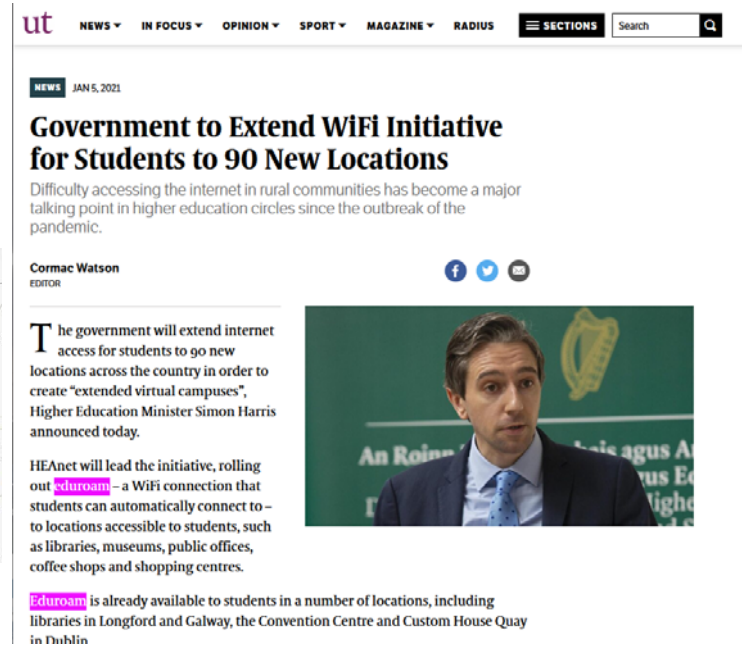 ut NEWS IN FOCUS OPINION SPORT MAGAZINE RADIUS SECTIONS Search
NEWS JAN 5, 2021
Government to Extend WiFi Initiative
for Students to 90 New Locations
Difficulty accessing the internet in rural communities has become a major
talking point in higher education circles since the outbreak of the
pandemic.
Cormac Watson
EDITOR
The government will extend internet
access for students to 90 new
locations across the country in order to
create “extended virtual campuses”,
Higher Education Minister Simon Harris
announced today.
HEAnet will lead the initiative, rolling
out eduroam – a WiFi connection that
students can automatically connect to –
to locations accessible to students, such
as libraries, museums, public offices,
coffee shops and shopping centres.
An Roinn
agus
Eduroam is already available to students in a number of locations, including
libraries in Longford and Galway, the Convention Centre and Custom House Quay
in Dublin